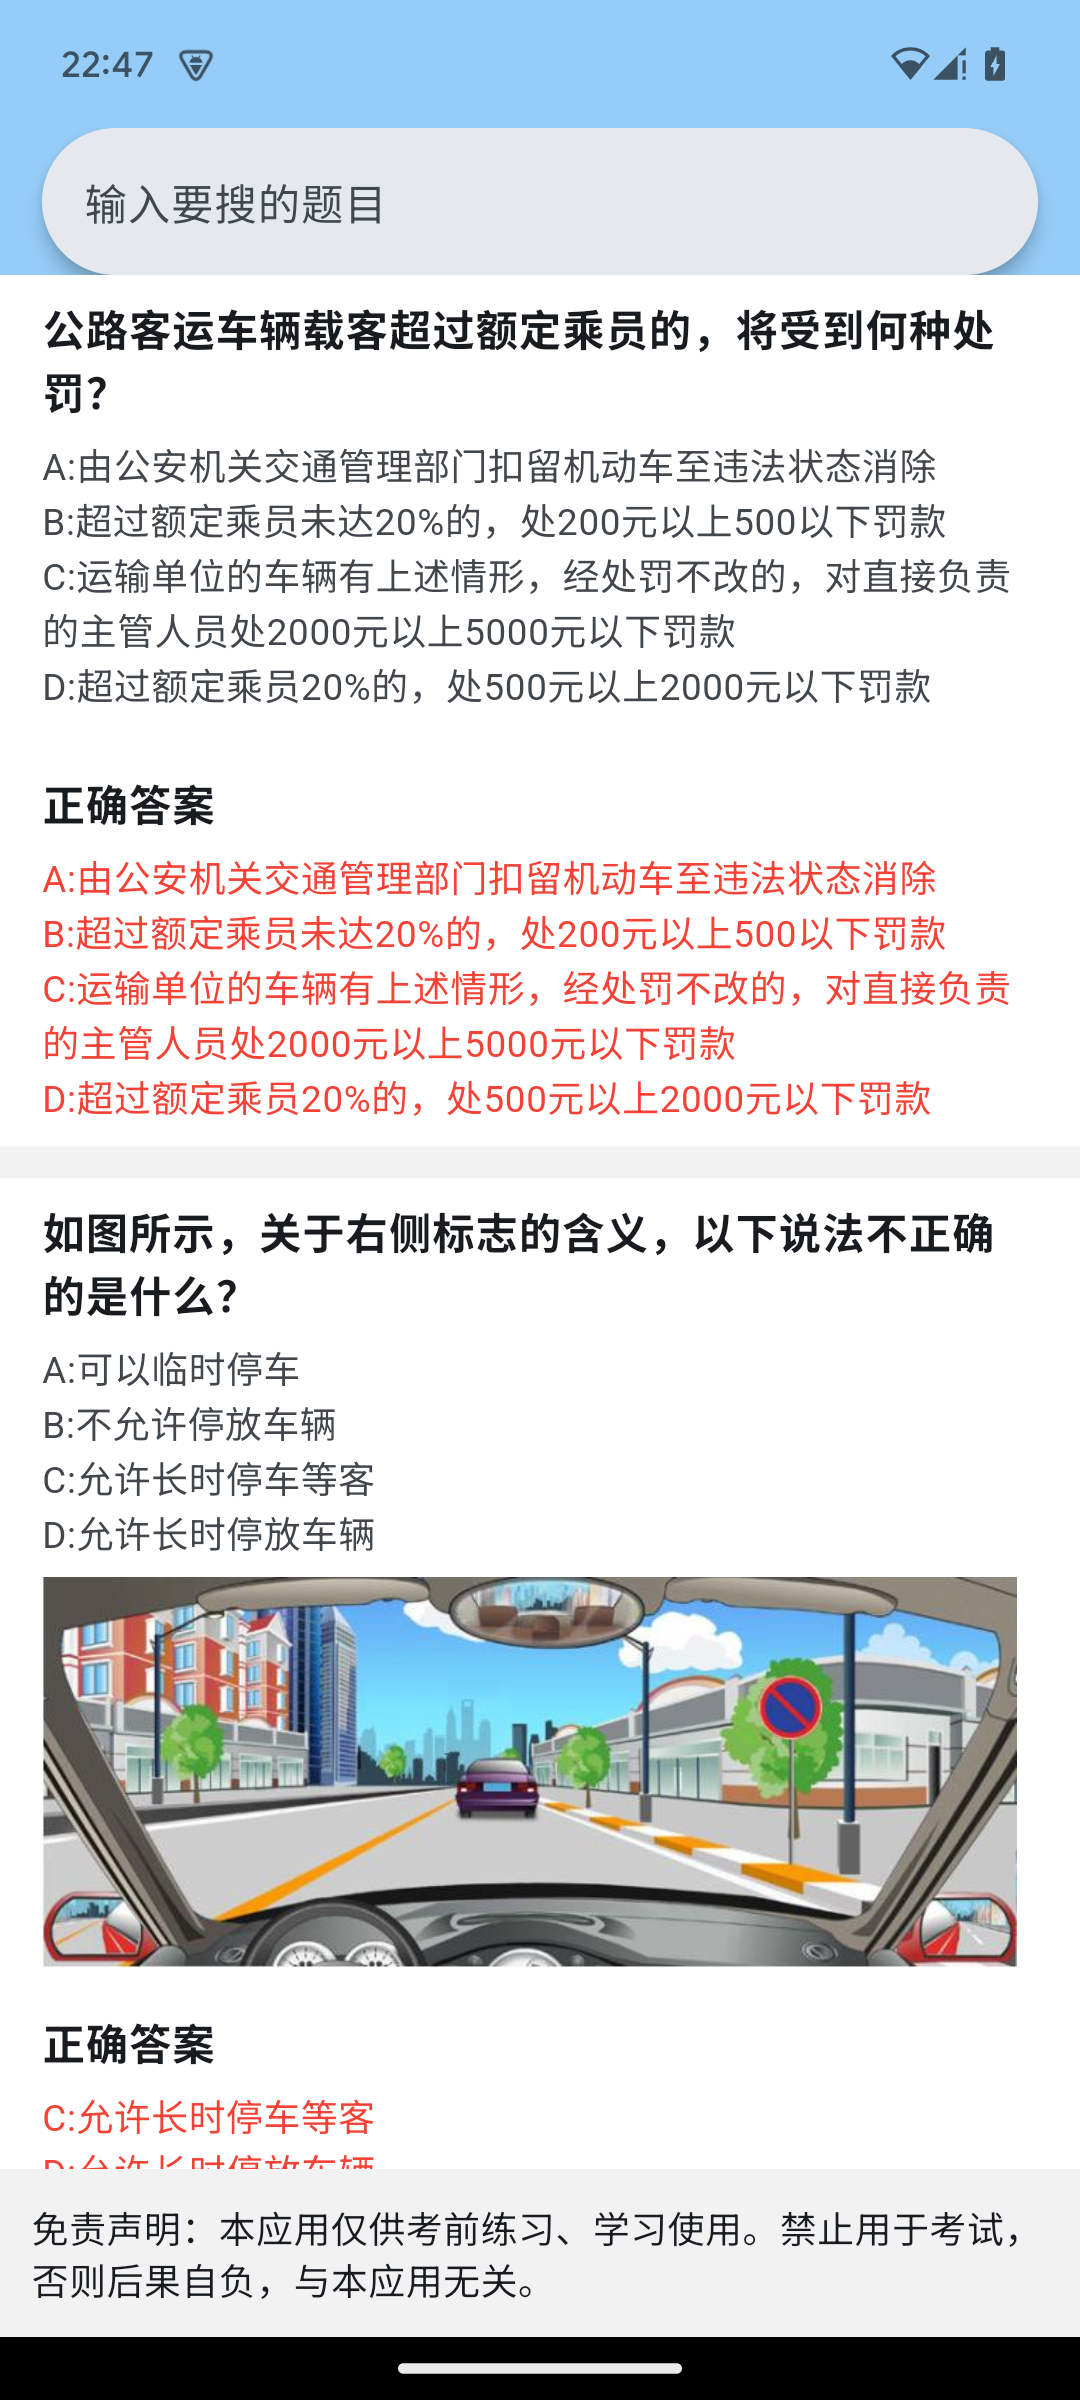 22:47
输入要搜的题目
公路客运车辆载客超过额定乘员的，将受到何种处
罚？
A:由公安机关交通管理部门扣留机动车至违法状态消除
B:超过额定乘员未达20%的，处200元以上500以下罚款
C:运输单位的车辆有上述情形，经处罚不改的，对直接负责
的主管人员处2000元以上5000元以下罚款
D:超过额定乘员20%的，处500元以上2000元以下罚款
正确答案
A:由公安机关交通管理部门扣留机动车至违法状态消除
B:超过额定乘员未达20%的，处200元以上500以下罚款
C:运输单位的车辆有上述情形，经处罚不改的，对直接负责
的主管人员处2000元以上5000元以下罚款
D:超过额定乘员20%的，处500元以上2000元以下罚款
如图所示，关于右侧标志的含义，以下说法不正确
的是什么？
A:可以临时停车
B:不允许停放车辆
C:允许长时停车等客
D:允许长时停放车辆
正确答案
C:允许长时停车等客
D:允许长时停放车辆
免责声明：本应用仅供考前练习、学习使用。禁止用于考试，
否则后果自负，与本应用无关。